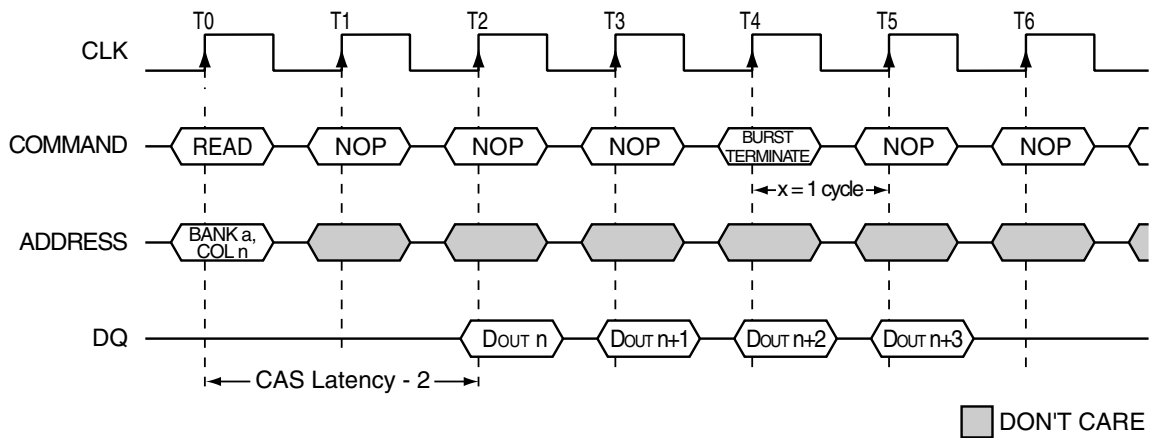 T0 T1 T2 T3 T4 T5 T6
CLK
COMMAND READ NOP NOP NOP BURST TERMINATE NOP NOP
x = 1 cycle
ADDRESS BANK a, COL n
DQ DOUT n DOUT n+1 DOUT n+2 DOUT n+3
CAS Latency - 2
DON'T CARE